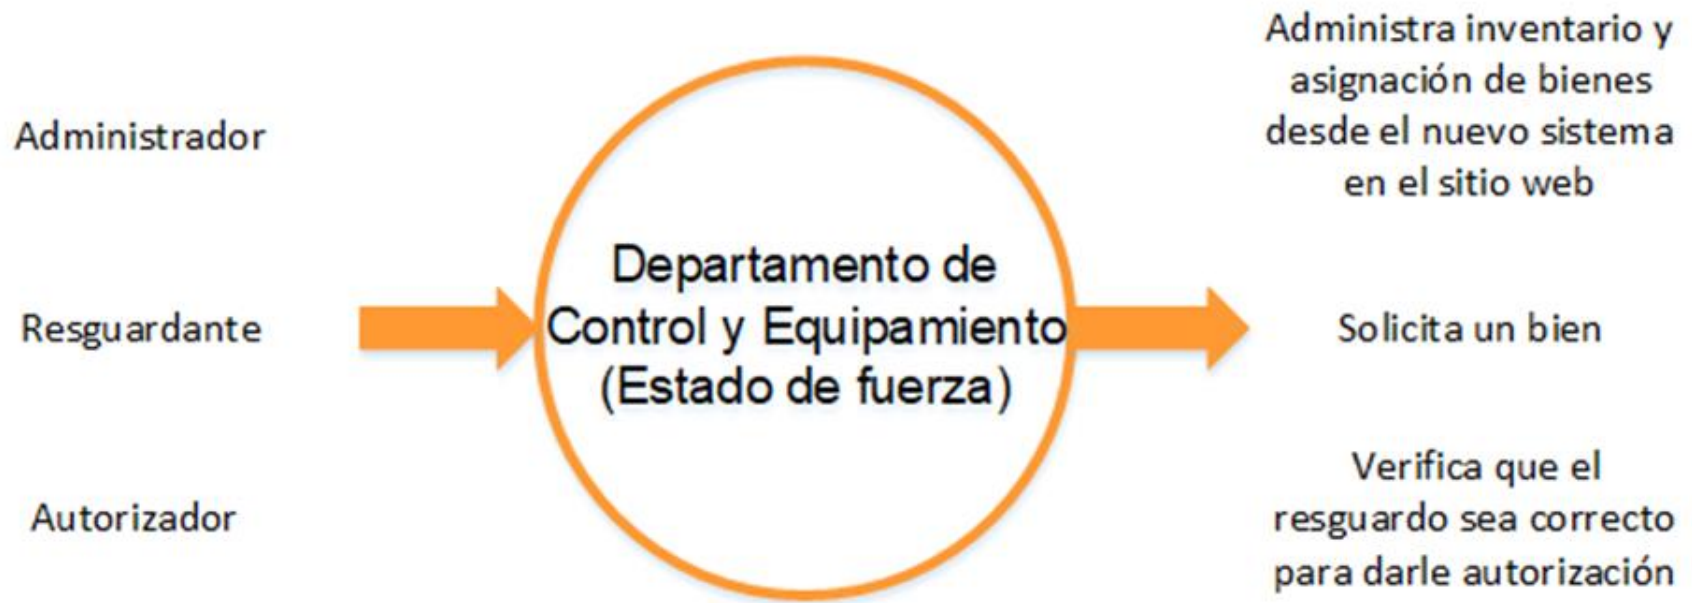 Administrador
Resguardante
Autorizador
Departamento de
Control y Equipamiento
(Estado de fuerza)
Administra inventario y
asignación de bienes
desde el nuevo sistema
en el sitio web
Solicita un bien
Verifica que el
resguardo sea correcto
para darle autorización